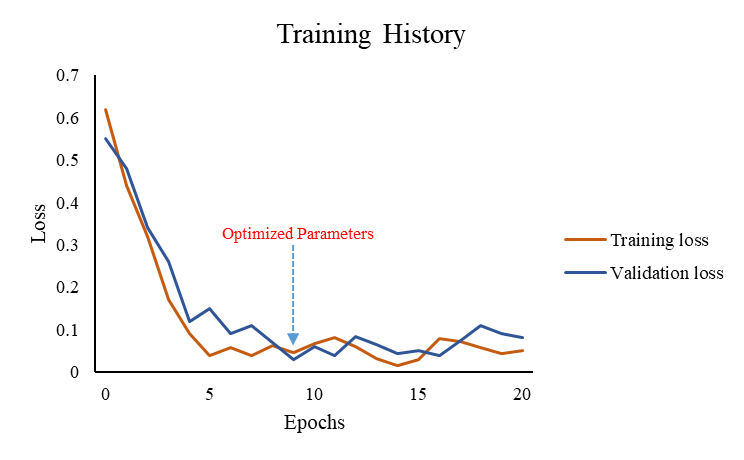 Training History
0.7
0.6
0.5
0.4
0.3
0.2
0.1
0
Loss
Optimized Parameters
Training loss
Validation loss
0 5 10 15 20
Epochs